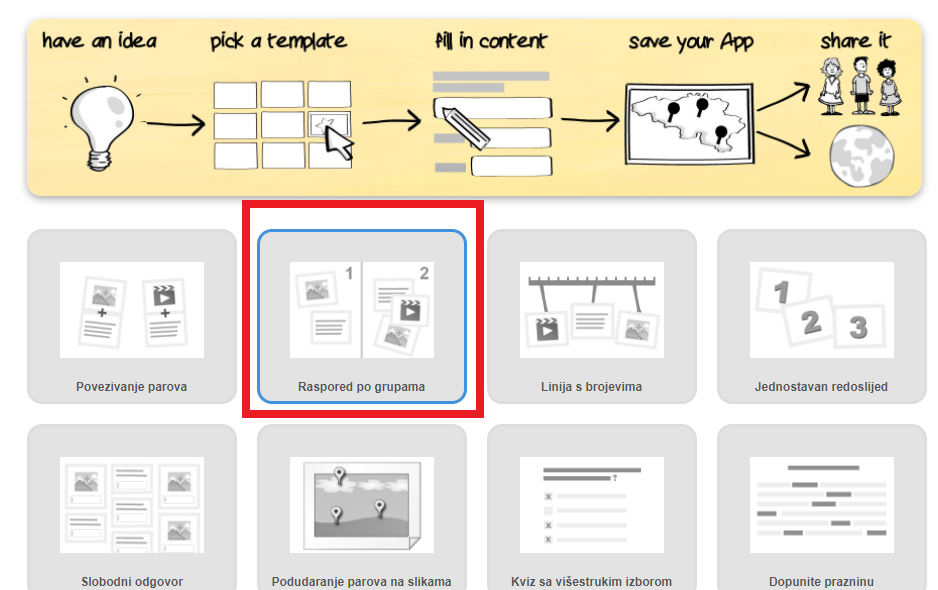 have an idea
pick a template
fill in content
save your App
share it
Povezivanje parova
1
2
Raspored po grupama
Linija s brojevima
1
2
3
Jednostavan redoslijed
Slobodni odgovor
Podudaranje parova na slikama
?
x
x
x
Kviz sa višestrukim izborom
Dopunite prazninu